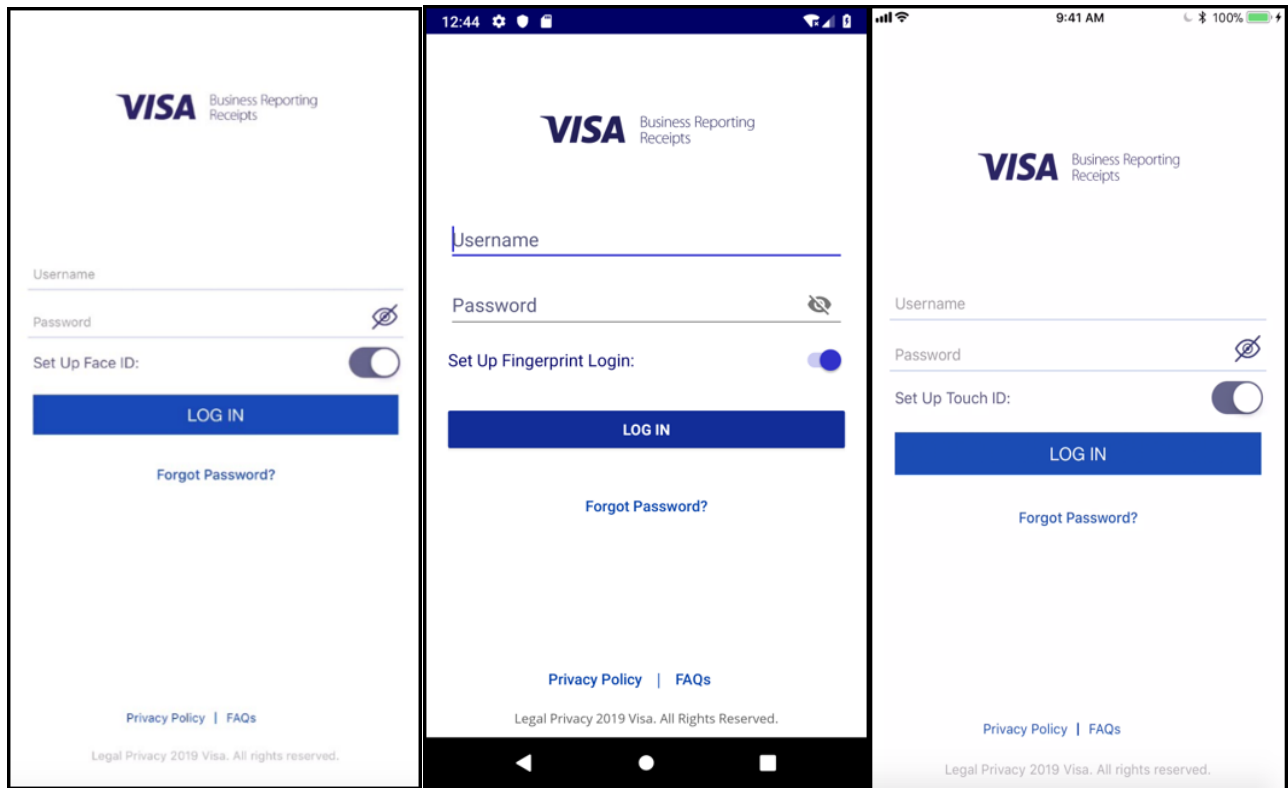 VISA Business Reporting
Receipts
Username
Password
Set Up Face ID:
LOG IN
Forgot Password?
Privacy Policy | FAQs
Legal Privacy 2019 Visa. All rights reserved.
12:44
VISA Business Reporting
Receipts
Username
Password
Set Up Fingerprint Login:
LOG IN
Forgot Password?
Privacy Policy | FAQs
Legal Privacy 2019 Visa. All Rights Reserved.
9:41 AM 100%
VISA Business Reporting
Receipts
Username
Password
Set Up Touch ID:
LOG IN
Forgot Password?
Privacy Policy | FAQs
Legal Privacy 2019 Visa. All rights reserved.